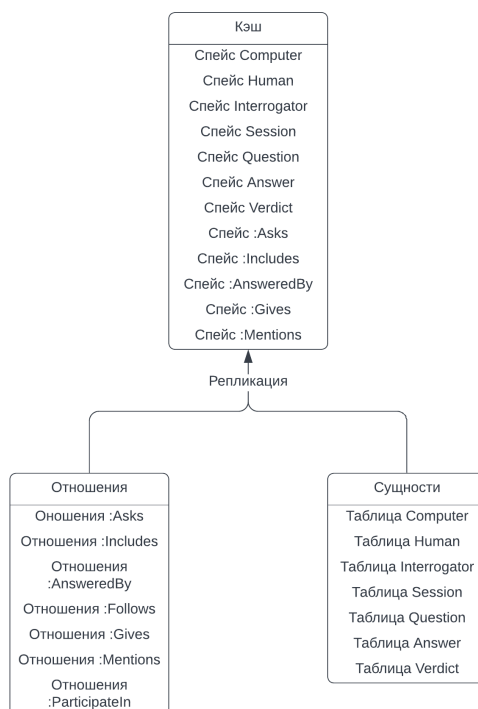 Кэш
Спейс Computer
Спейс Human
Спейс Interrogator
Спейс Session
Спейс Question
Спейс Answer
Спейс Verdict
Спейс :Asks
Спейс :Includes
Спейс :AnsweredBy
Спейс :Gives
Спейс :Mentions
Репликация
Отношения
Оношения :Asks
Отношения :Includes
Отношения
:AnsweredBy
Отношения :Follows
Отношения :Gives
Отношения :Mentions
Отношения
:ParticipateIn
Сущности
Таблица Computer
Таблица Human
Таблица Interrogator
Таблица Session
Таблица Question
Таблица Answer
Таблица Verdict